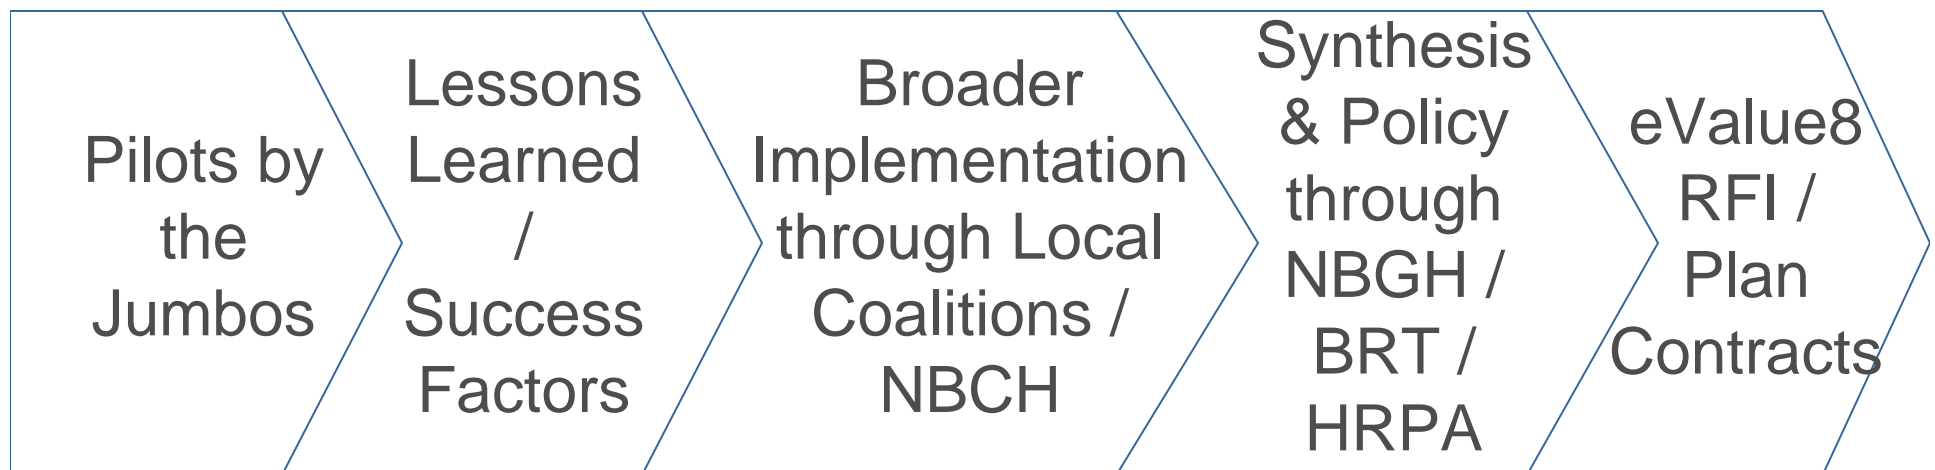 Pilots by
the
Jumbos
Lessons
Learned
/
Success
Factors
Broader
Implementation
through Local
Coalitions /
NBCH
Synthesis
& Policy
through
NBGH /
BRT /
HRPA
eValue8
RFI /
Plan
Contracts